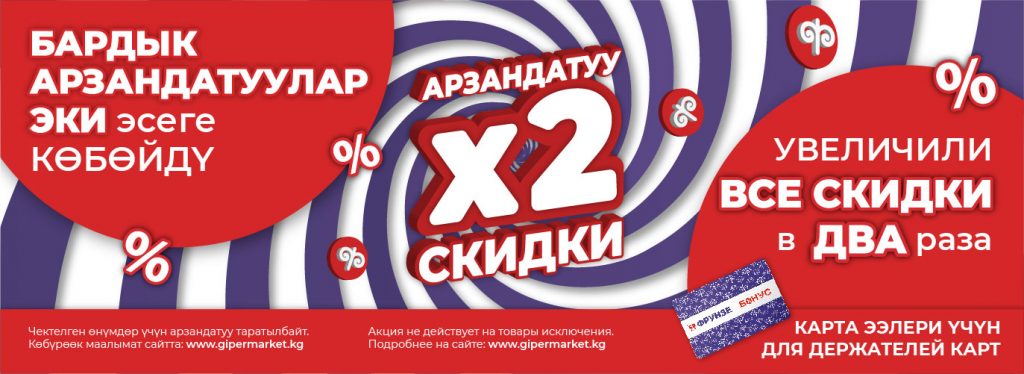 БАРДЫК
АРЗАНДАТУУЛАР
ЭКИ эсеге
КӨБӨЙДҮ
АРЗАНДАТУУ
x2
СКИДКИ
УВЕЛИЧИЛИ
ВСЕ СКИДКИ
в ДВА раза
%
%
%
ФРУНЗЕ БОНУС
Чектелген өнүмдөр үчүн арзандатуу таратылбайт.
Көбүрөөк маалымат сайтта: www.gipermarket.kg
Акция не действует на товары исключения.
Подробнее на сайте: www.gipermarket.kg
КАРТА ЭЭЛЕРИ ҮЧҮН
ДЛЯ ДЕРЖАТЕЛЕЙ КАРТ